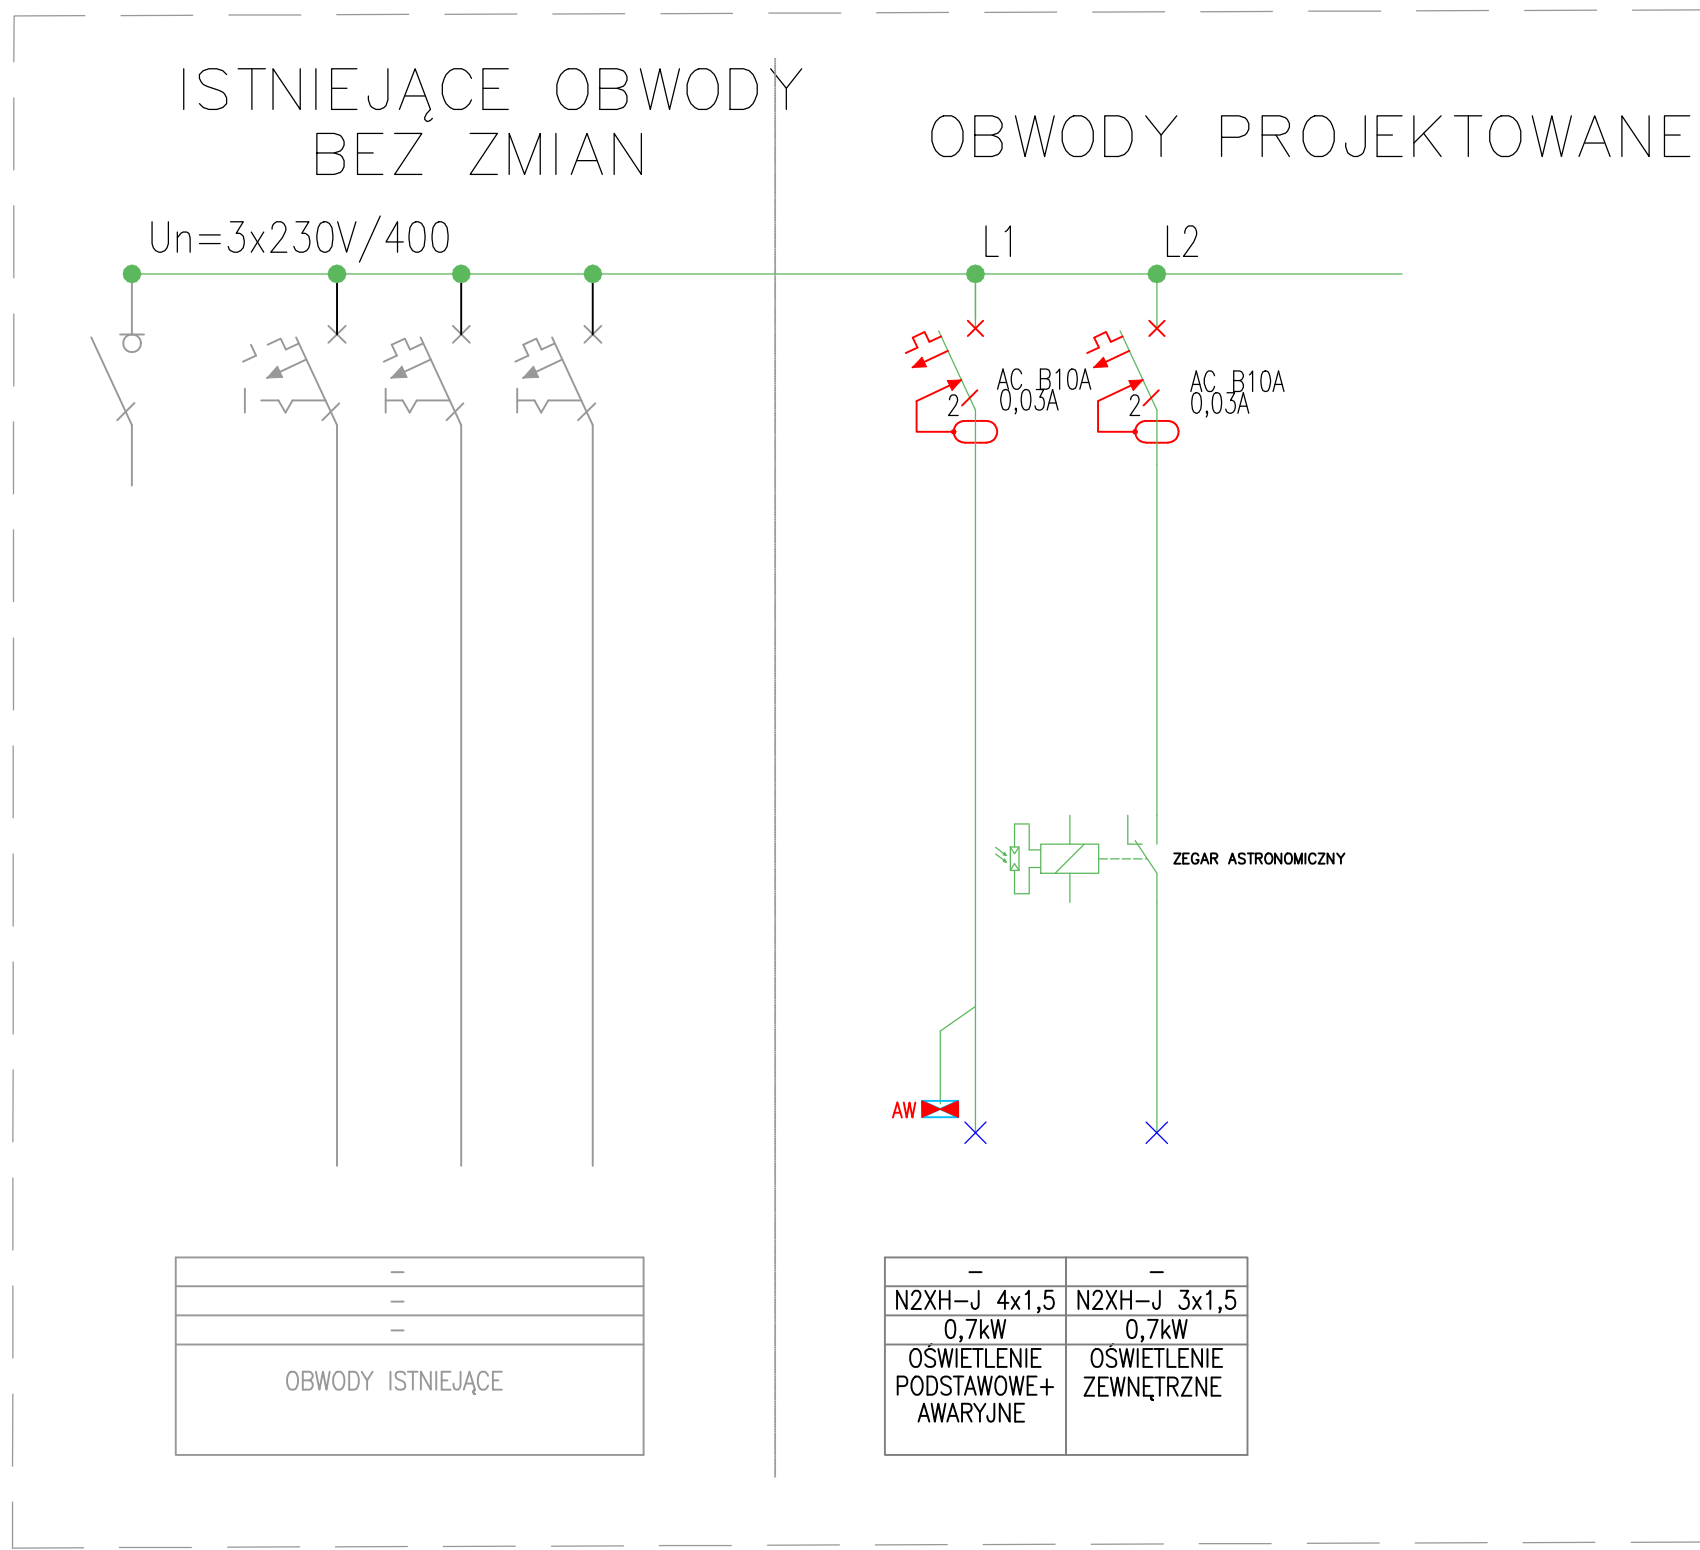 ISTNIEJĄCE OBWODY
BEZ ZMIAN
OBWODY PROJEKTOWANE
Un=3x230V/400
L1
L2
AC B10A
0,03A
2
AC B10A
0,03A
2
ZEGAR ASTRONOMICZNY
AW
–
–
–
OBWODY ISTNIEJĄCE
– –
N2XH–J 4x1,5 N2XH–J 3x1,5
0,7kW 0,7kW
OŚWIETLENIE OŚWIETLENIE
PODSTAWOWE+ ZEWNĘTRZNE
AWARYJNE